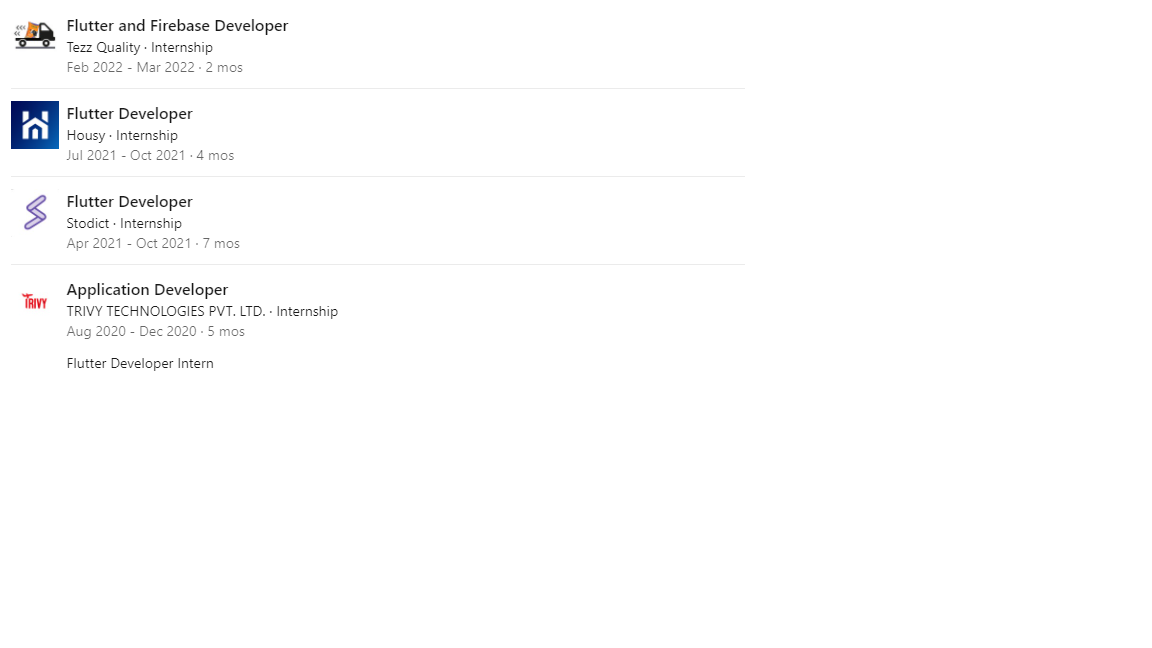 Flutter and Firebase Developer
Tezz Quality · Internship
Feb 2022 - Mar 2022 · 2 mos
Flutter Developer
Housy · Internship
Jul 2021 - Oct 2021 · 4 mos
Flutter Developer
Stodict · Internship
Apr 2021 - Oct 2021 · 7 mos
TRIVY
Application Developer
TRIVY TECHNOLOGIES PVT. LTD. · Internship
Aug 2020 - Dec 2020 · 5 mos
Flutter Developer Intern